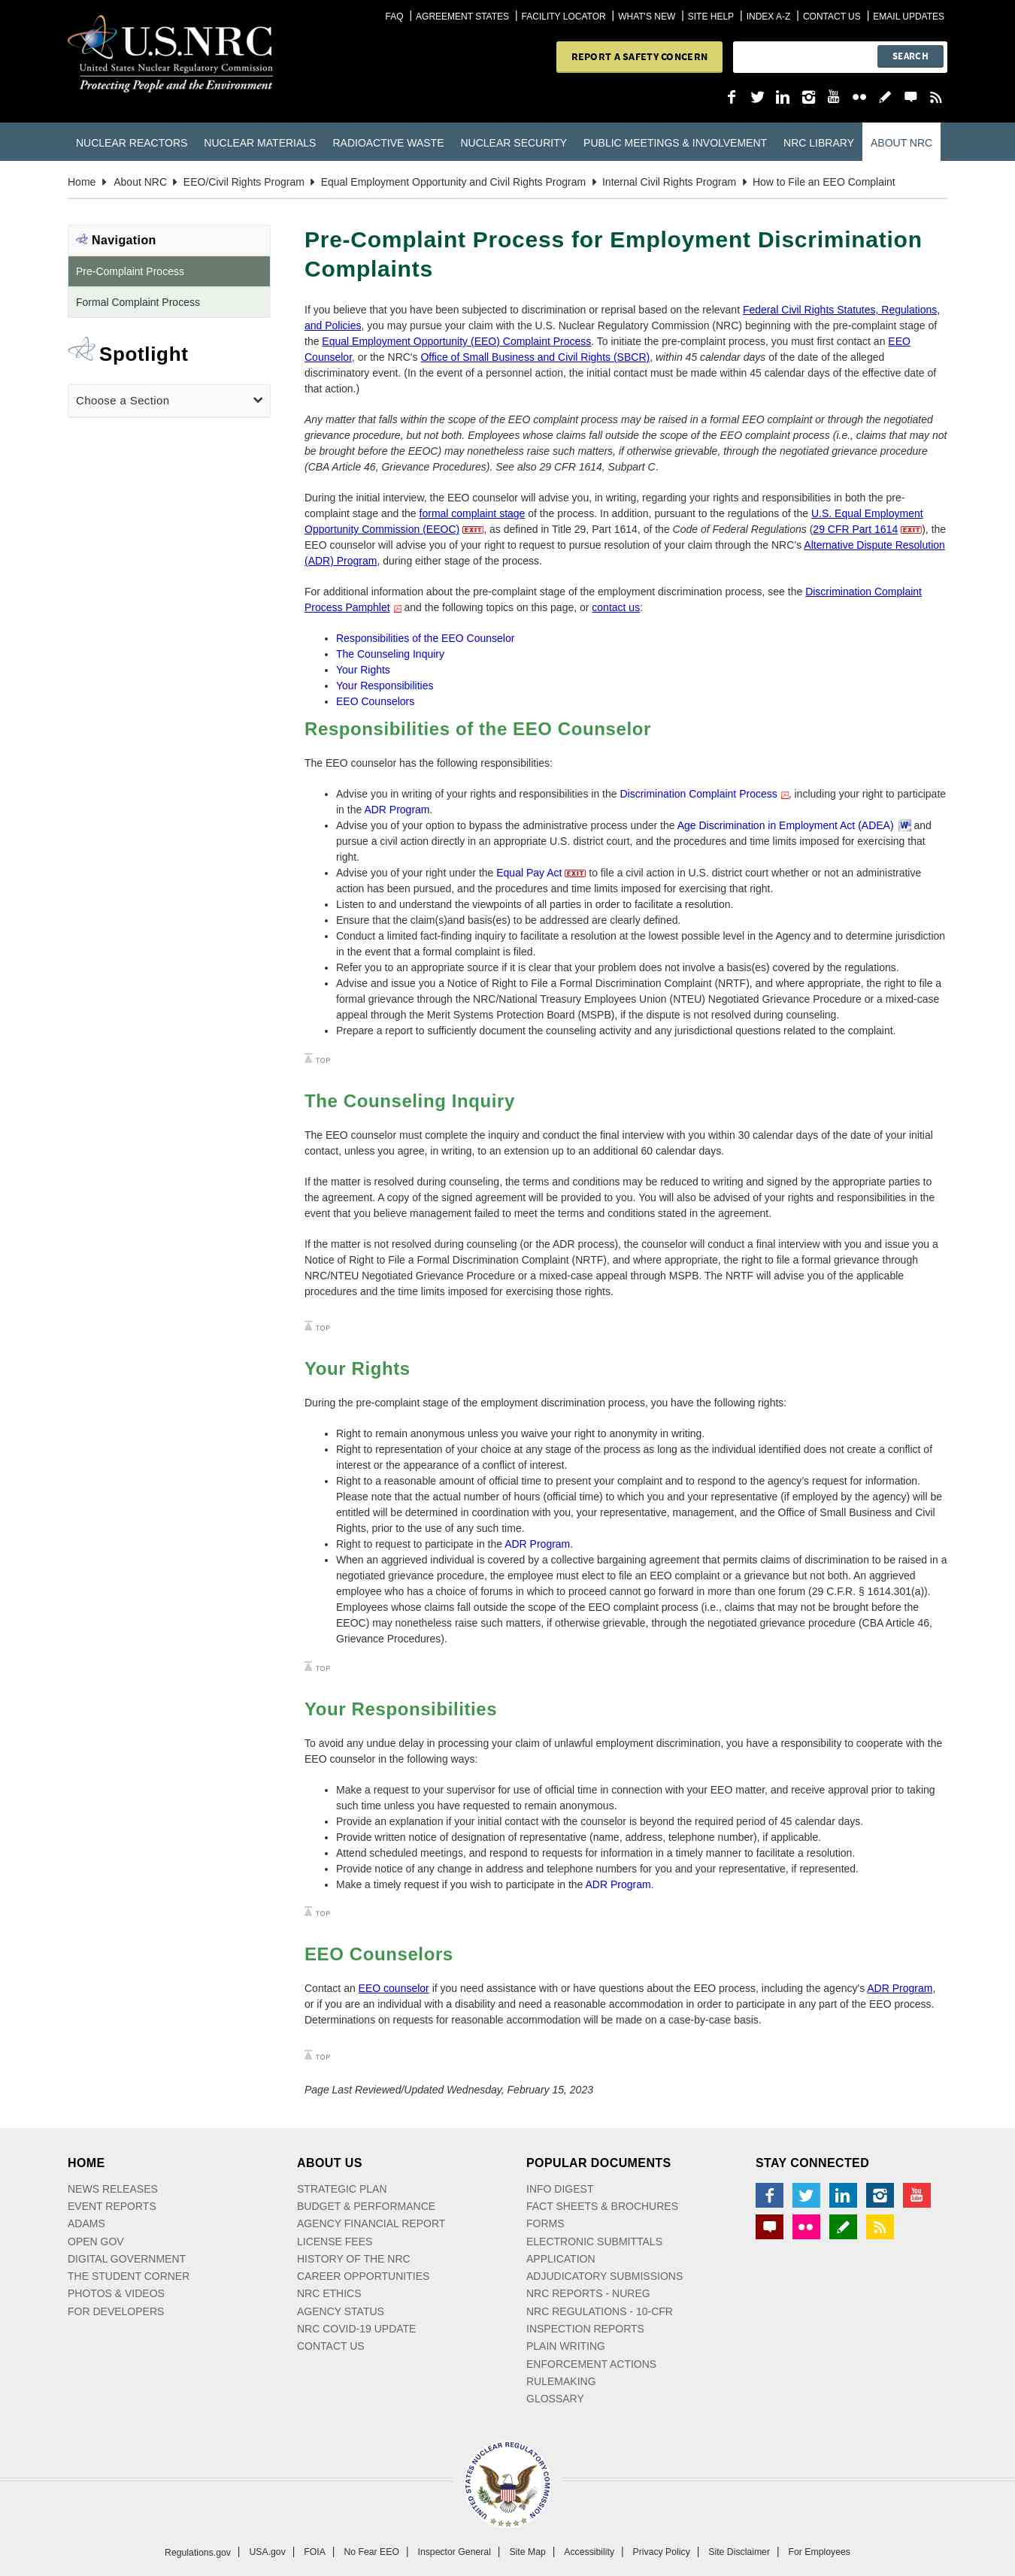 FAQ | AGREEMENT STATES | FACILITY LOCATOR | WHAT'S NEW | SITE HELP | INDEX A-Z | CONTACT US | EMAIL UPDATES
U.S.NRC
United States Nuclear Regulatory Commission
Protecting People and the Environment
REPORT A SAFETY CONCERN
SEARCH
NUCLEAR REACTORS NUCLEAR MATERIALS RADIOACTIVE WASTE NUCLEAR SECURITY PUBLIC MEETINGS & INVOLVEMENT NRC LIBRARY ABOUT NRC
Home About NRC EEO/Civil Rights Program Equal Employment Opportunity and Civil Rights Program Internal Civil Rights Program How to File an EEO Complaint
Navigation
Pre-Complaint Process
Formal Complaint Process
Spotlight
Choose a Section
Pre-Complaint Process for Employment Discrimination
Complaints
If you believe that you have been subjected to discrimination or reprisal based on the relevant Federal Civil Rights Statutes, Regulations,
and Policies, you may pursue your claim with the U.S. Nuclear Regulatory Commission (NRC) beginning with the pre-complaint stage of
the Equal Employment Opportunity (EEO) Complaint Process. To initiate the pre-complaint process, you must first contact an EEO
Counselor, or the NRC's Office of Small Business and Civil Rights (SBCR), within 45 calendar days of the date of the alleged
discriminatory event. (In the event of a personnel action, the initial contact must be made within 45 calendar days of the effective date of
that action.)
Any matter that falls within the scope of the EEO complaint process may be raised in a formal EEO complaint or through the negotiated
grievance procedure, but not both. Employees whose claims fall outside the scope of the EEO complaint process (i.e., claims that may not
be brought before the EEOC) may nonetheless raise such matters, if otherwise grievable, through the negotiated grievance procedure
(CBA Article 46, Grievance Procedures). See also 29 CFR 1614, Subpart C.
During the initial interview, the EEO counselor will advise you, in writing, regarding your rights and responsibilities in both the pre-
complaint stage and the formal complaint stage of the process. In addition, pursuant to the regulations of the U.S. Equal Employment
Opportunity Commission (EEOC) EXIT, as defined in Title 29, Part 1614, of the Code of Federal Regulations (29 CFR Part 1614 EXIT), the
EEO counselor will advise you of your right to request to pursue resolution of your claim through the NRC's Alternative Dispute Resolution
(ADR) Program, during either stage of the process.
For additional information about the pre-complaint stage of the employment discrimination process, see the Discrimination Complaint
Process Pamphlet and the following topics on this page, or contact us:
• Responsibilities of the EEO Counselor
• The Counseling Inquiry
• Your Rights
• Your Responsibilities
• EEO Counselors
Responsibilities of the EEO Counselor
The EEO counselor has the following responsibilities:
• Advise you in writing of your rights and responsibilities in the Discrimination Complaint Process, including your right to participate
in the ADR Program.
• Advise you of your option to bypass the administrative process under the Age Discrimination in Employment Act (ADEA) and
pursue a civil action directly in an appropriate U.S. district court, and the procedures and time limits imposed for exercising that
right.
• Advise you of your right under the Equal Pay Act EXIT to file a civil action in U.S. district court whether or not an administrative
action has been pursued, and the procedures and time limits imposed for exercising that right.
• Listen to and understand the viewpoints of all parties in order to facilitate a resolution.
• Ensure that the claim(s)and basis(es) to be addressed are clearly defined.
• Conduct a limited fact-finding inquiry to facilitate a resolution at the lowest possible level in the Agency and to determine jurisdiction
in the event that a formal complaint is filed.
• Refer you to an appropriate source if it is clear that your problem does not involve a basis(es) covered by the regulations.
• Advise and issue you a Notice of Right to File a Formal Discrimination Complaint (NRTF), and where appropriate, the right to file a
formal grievance through the NRC/National Treasury Employees Union (NTEU) Negotiated Grievance Procedure or a mixed-case
appeal through the Merit Systems Protection Board (MSPB), if the dispute is not resolved during counseling.
• Prepare a report to sufficiently document the counseling activity and any jurisdictional questions related to the complaint.
TOP
The Counseling Inquiry
The EEO counselor must complete the inquiry and conduct the final interview with you within 30 calendar days of the date of your initial
contact, unless you agree, in writing, to an extension up to an additional 60 calendar days.
If the matter is resolved during counseling, the terms and conditions may be reduced to writing and signed by the appropriate parties to
the agreement. A copy of the signed agreement will be provided to you. You will also be advised of your rights and responsibilities in the
event that you believe management failed to meet the terms and conditions stated in the agreement.
If the matter is not resolved during counseling (or the ADR process), the counselor will conduct a final interview with you and issue you a
Notice of Right to File a Formal Discrimination Complaint (NRTF), and where appropriate, the right to file a formal grievance through
NRC/NTEU Negotiated Grievance Procedure or a mixed-case appeal through MSPB. The NRTF will advise you of the applicable
procedures and the time limits imposed for exercising those rights.
TOP
Your Rights
During the pre-complaint stage of the employment discrimination process, you have the following rights:
• Right to remain anonymous unless you waive your right to anonymity in writing.
• Right to representation of your choice at any stage of the process as long as the individual identified does not create a conflict of
interest or the appearance of a conflict of interest.
• Right to a reasonable amount of official time to present your complaint and to respond to the agency's request for information.
Please note that the actual number of hours (official time) to which you and your representative (if employed by the agency) will be
entitled will be determined in coordination with you, your representative, management, and the Office of Small Business and Civil
Rights, prior to the use of any such time.
• Right to request to participate in the ADR Program.
• When an aggrieved individual is covered by a collective bargaining agreement that permits claims of discrimination to be raised in a
negotiated grievance procedure, the employee must elect to file an EEO complaint or a grievance but not both. An aggrieved
employee who has a choice of forums in which to proceed cannot go forward in more than one forum (29 C.F.R. § 1614.301(a)).
Employees whose claims fall outside the scope of the EEO complaint process (i.e., claims that may not be brought before the
EEOC) may nonetheless raise such matters, if otherwise grievable, through the negotiated grievance procedure (CBA Article 46,
Grievance Procedures).
TOP
Your Responsibilities
To avoid any undue delay in processing your claim of unlawful employment discrimination, you have a responsibility to cooperate with the
EEO counselor in the following ways:
• Make a request to your supervisor for use of official time in connection with your EEO matter, and receive approval prior to taking
such time unless you have requested to remain anonymous.
• Provide an explanation if your initial contact with the counselor is beyond the required period of 45 calendar days.
• Provide written notice of designation of representative (name, address, telephone number), if applicable.
• Attend scheduled meetings, and respond to requests for information in a timely manner to facilitate a resolution.
• Provide notice of any change in address and telephone numbers for you and your representative, if represented.
• Make a timely request if you wish to participate in the ADR Program.
TOP
EEO Counselors
Contact an EEO counselor if you need assistance with or have questions about the EEO process, including the agency's ADR Program,
or if you are an individual with a disability and need a reasonable accommodation in order to participate in any part of the EEO process.
Determinations on requests for reasonable accommodation will be made on a case-by-case basis.
TOP
Page Last Reviewed/Updated Wednesday, February 15, 2023
HOME
NEWS RELEASES
EVENT REPORTS
ADAMS
OPEN GOV
DIGITAL GOVERNMENT
THE STUDENT CORNER
PHOTOS & VIDEOS
FOR DEVELOPERS
ABOUT US
STRATEGIC PLAN
BUDGET & PERFORMANCE
AGENCY FINANCIAL REPORT
LICENSE FEES
HISTORY OF THE NRC
CAREER OPPORTUNITIES
NRC ETHICS
AGENCY STATUS
NRC COVID-19 UPDATE
CONTACT US
POPULAR DOCUMENTS
INFO DIGEST
FACT SHEETS & BROCHURES
FORMS
ELECTRONIC SUBMITTALS
APPLICATION
ADJUDICATORY SUBMISSIONS
NRC REPORTS - NUREG
NRC REGULATIONS - 10-CFR
INSPECTION REPORTS
PLAIN WRITING
ENFORCEMENT ACTIONS
RULEMAKING
GLOSSARY
STAY CONNECTED
UNITED STATES NUCLEAR REGULATORY COMMISSION
Regulations.gov | USA.gov | FOIA | No Fear EEO | Inspector General | Site Map | Accessibility | Privacy Policy | Site Disclaimer | For Employees